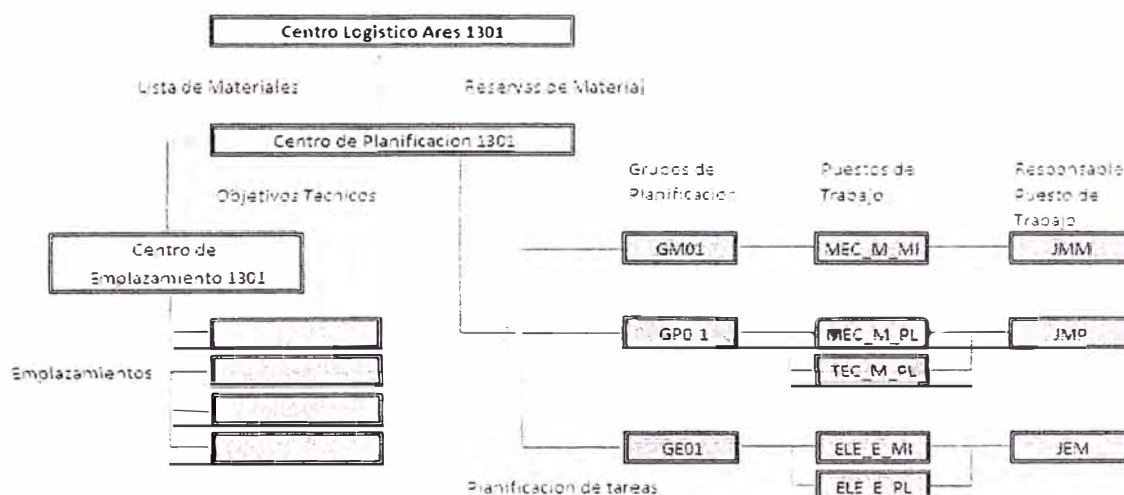 Centro Logistico Ares 1301
Lista de Materiales
Reservas de Material
Centro de Planificacion 1301
Objetivos Tecnicos
Grupos de
Planificacion
Puestos de
Trabajo
Responsable
Puesto de
Trabajo
Centro de
Emplazamiento 1301
GM01
MEC_M_MI
JMM
GP0 1
MEC_M_PL
JMP
TEC_M_PL
Emplazamientos
GE01
ELE_E_MI
JEM
ELE_E_PL
Planificacion de tareas